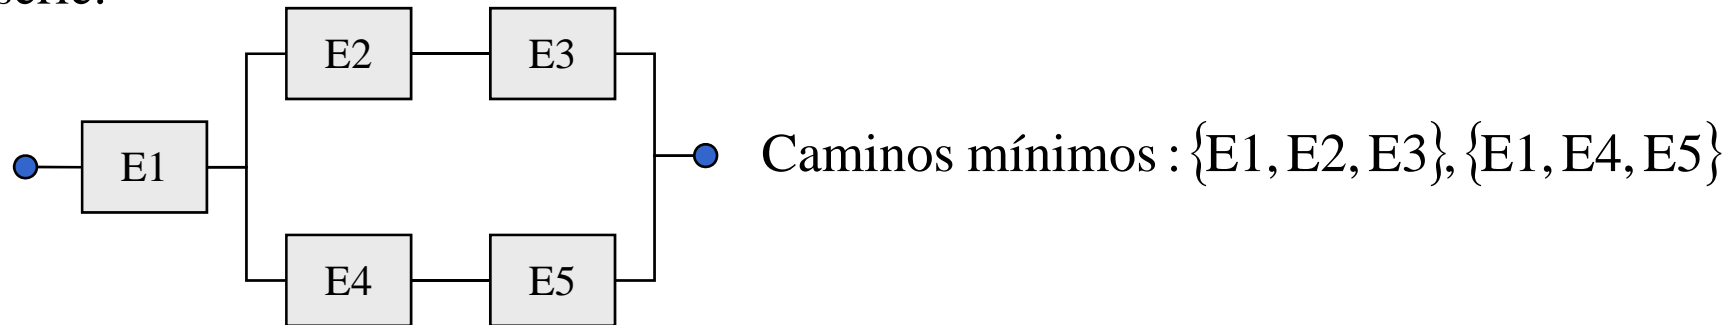 serie.
E2 E3
E1
Caminos mínimos : {E1, E2, E3}, {E1, E4, E5}
E4 E5